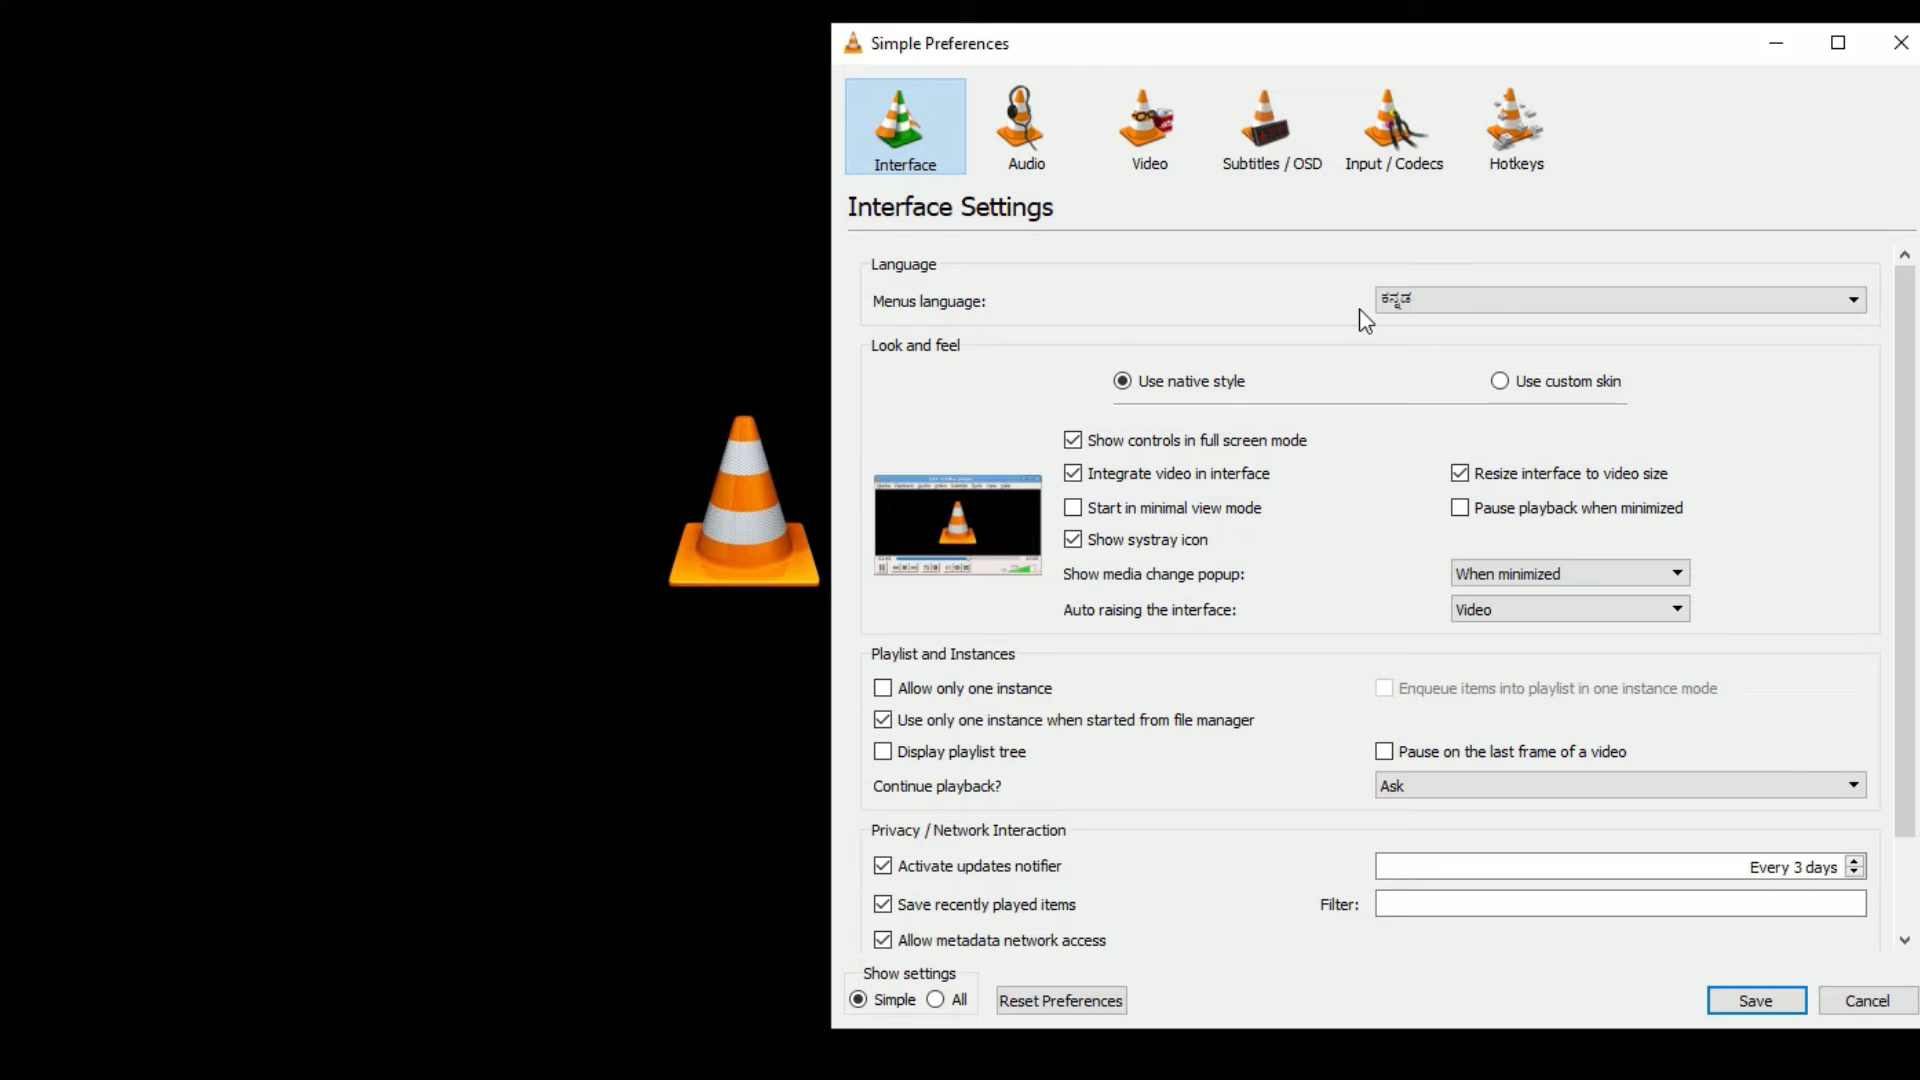 Simple Preferences
Interface
Audio
Video
Subtitles / OSD
Input / Codecs
Hotkeys
Interface Settings
Language
Menus language:
ಕನ್ನಡ
Look and feel
Use native style
Use custom skin
Show controls in full screen mode
Integrate video in interface
Resize interface to video size
Start in minimal view mode
Pause playback when minimized
Show systray icon
Show media change popup:
When minimized
Auto raising the interface:
Video
Playlist and Instances
Allow only one instance
Enqueue items into playlist in one instance mode
Use only one instance when started from file manager
Display playlist tree
Pause on the last frame of a video
Continue playback?
Ask
Privacy / Network Interaction
Activate updates notifier
Every 3 days
Save recently played items
Filter:
Allow metadata network access
Show settings
Simple
All
Reset Preferences
Save
Cancel